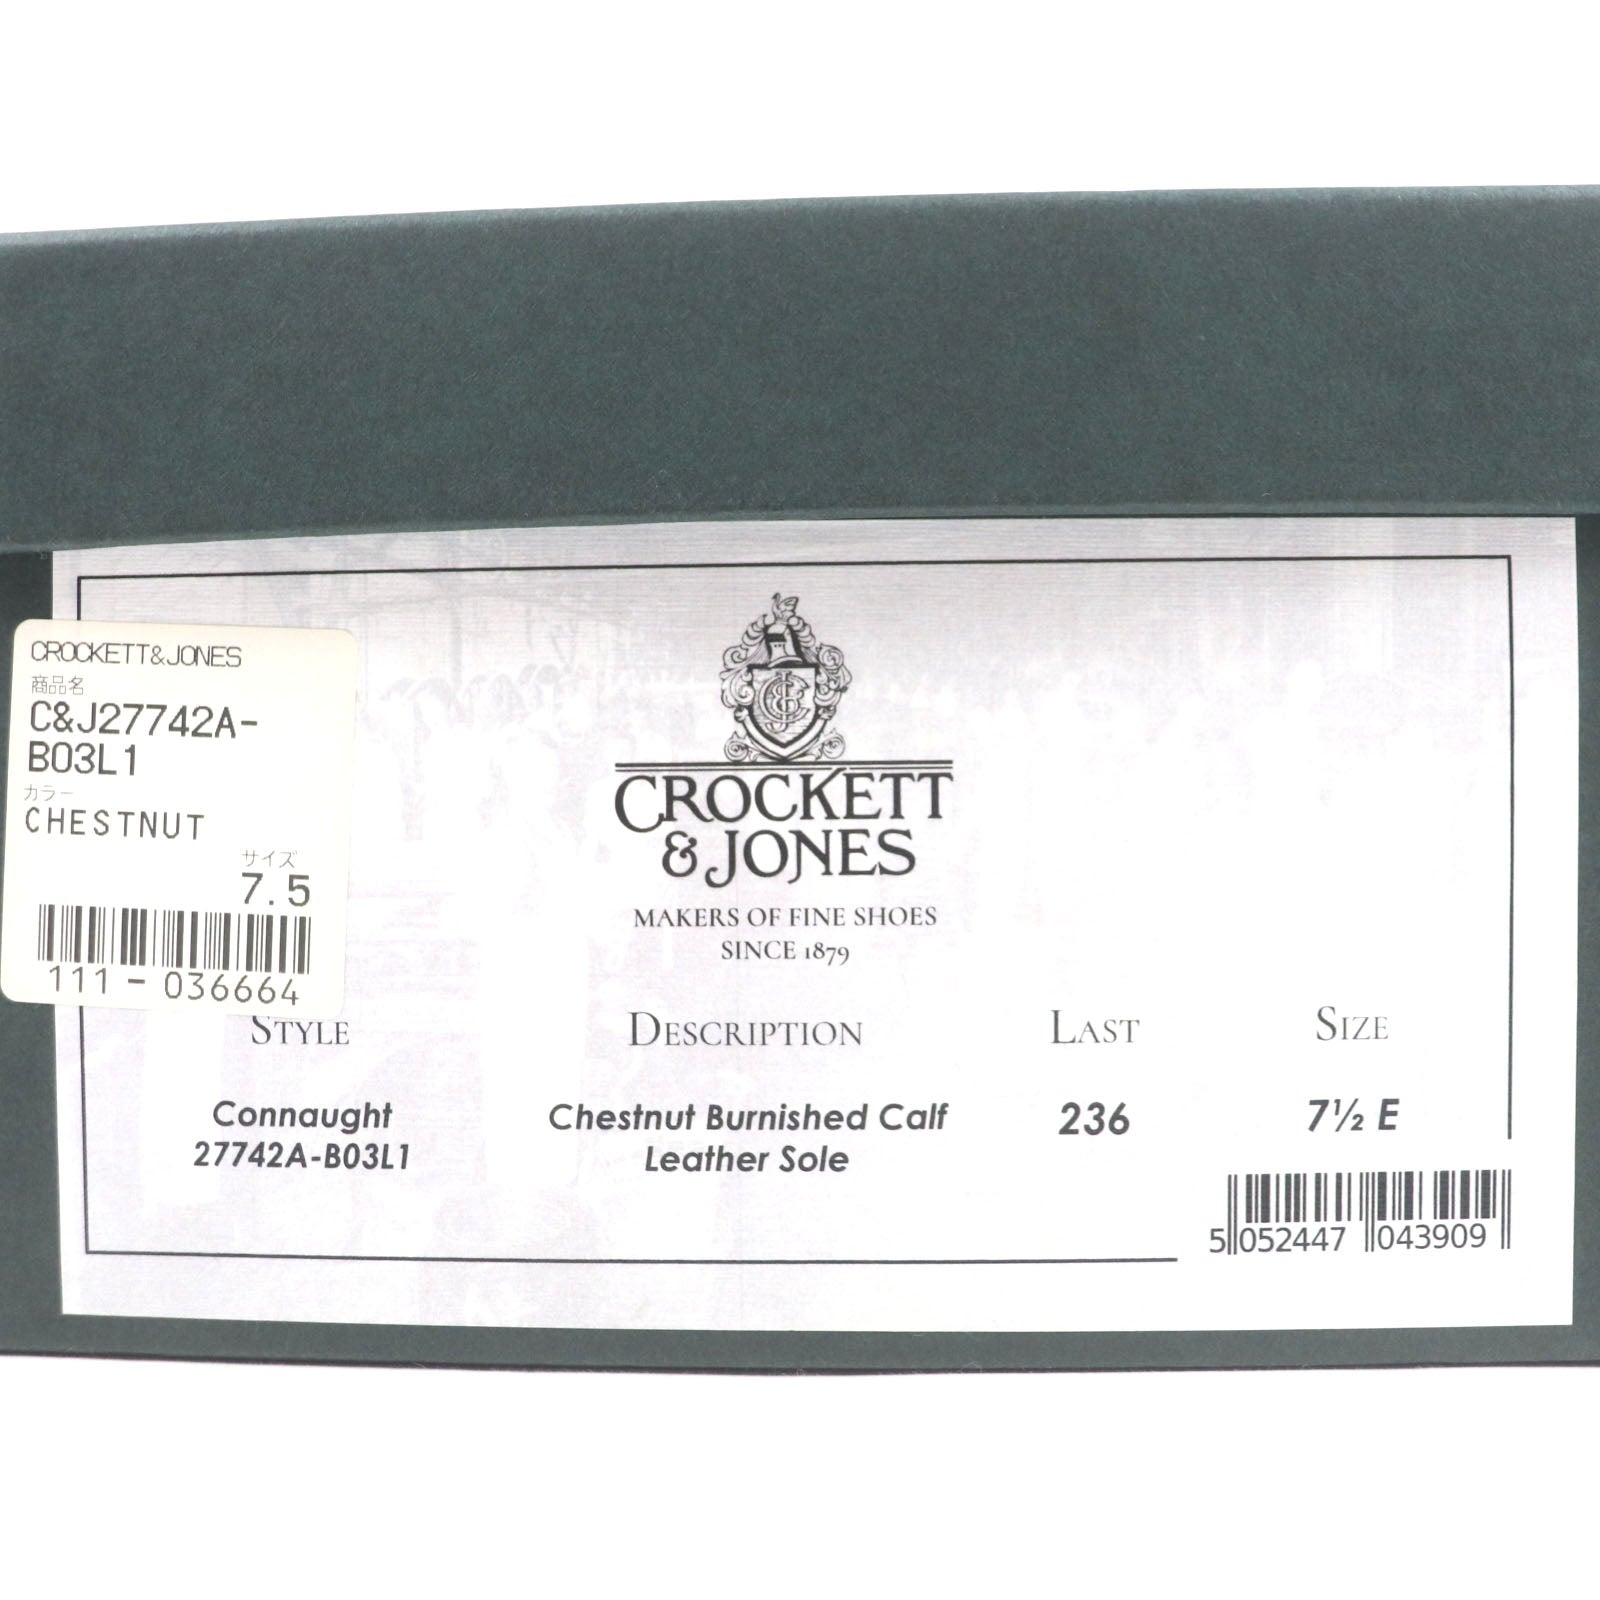 CROCKETT&JONES
商品名
C&J27742A-
B03L1
カラー
CHESTNUT
サイズ
7.5
111-036664
CROCKETT
& JONES
MAKERS OF FINE SHOES
SINCE 1879
STYLE DESCRIPTION LAST SIZE
Connaught Chestnut Burnished Calf 236 7½ E
27742A-B03L1 Leather Sole
5 052447 043909